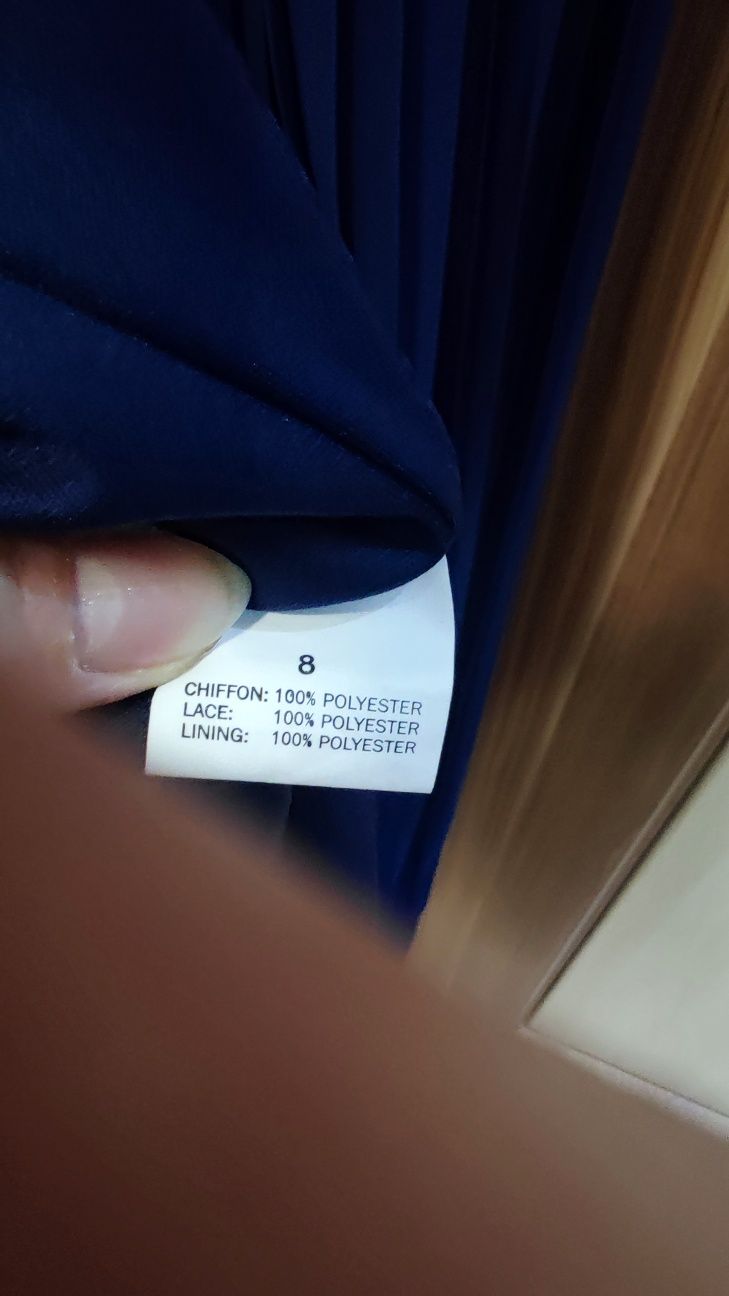 8
CHIFFON: 100% POLYESTER
LACE: 100% POLYESTER
LINING: 100% POLYESTER